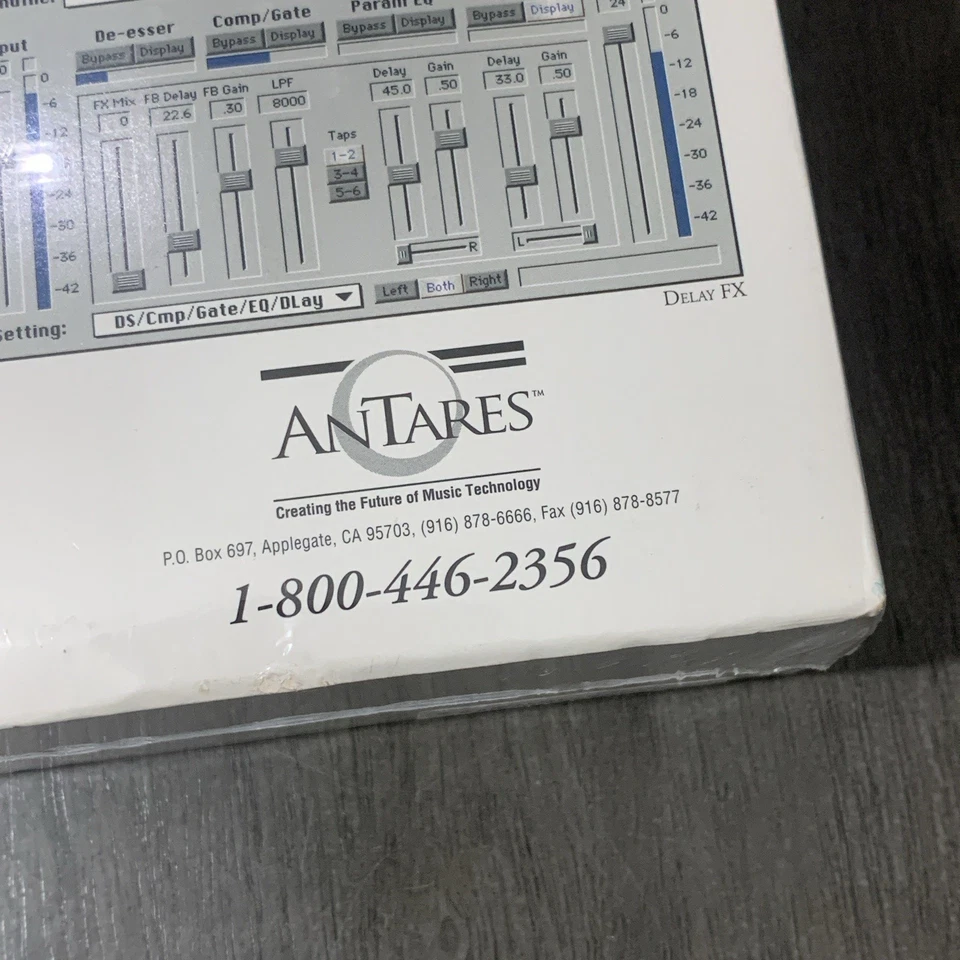 De-esser
Bypass Display
Comp/Gate
Bypass Display
Param EQ
Bypass Display
Bypass Display
24
put
0
0
-6
-12
-24
-30
-36
-42
FX Mix
0
FB Delay
22.6
FB Gain
.30
LPF
8000
Taps
1-2
3-4
5-6
Delay
45.0
Gain
.50
R
Delay
33.0
Gain
.50
L
0
-6
-12
-18
-24
-30
-36
-42
etting:
DS/Cmp/Gate/EQ/DLay
Left Both Right
DELAY FX
ANTARES™
Creating the Future of Music Technology
P.O. Box 697, Applegate, CA 95703, (916) 878-6666, Fax (916) 878-8577
1-800-446-2356